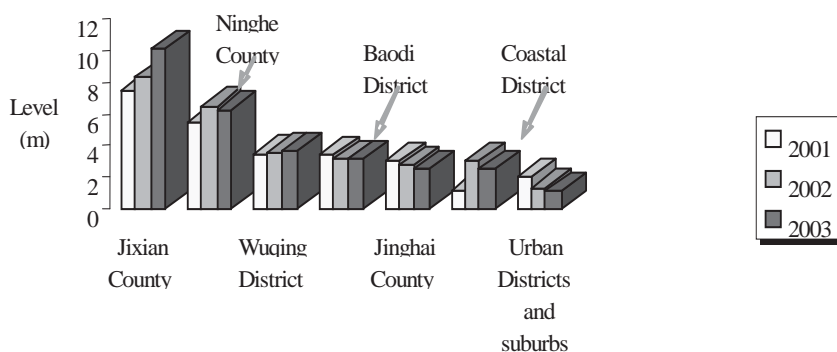 12
10
8
6
4
2
0
Level
(m)
Ninghe
County
Baodi
District
Coastal
District
Jixian
County
Wuqing
District
Jinghai
County
Urban
Districts
and
suburbs
2001
2002
2003